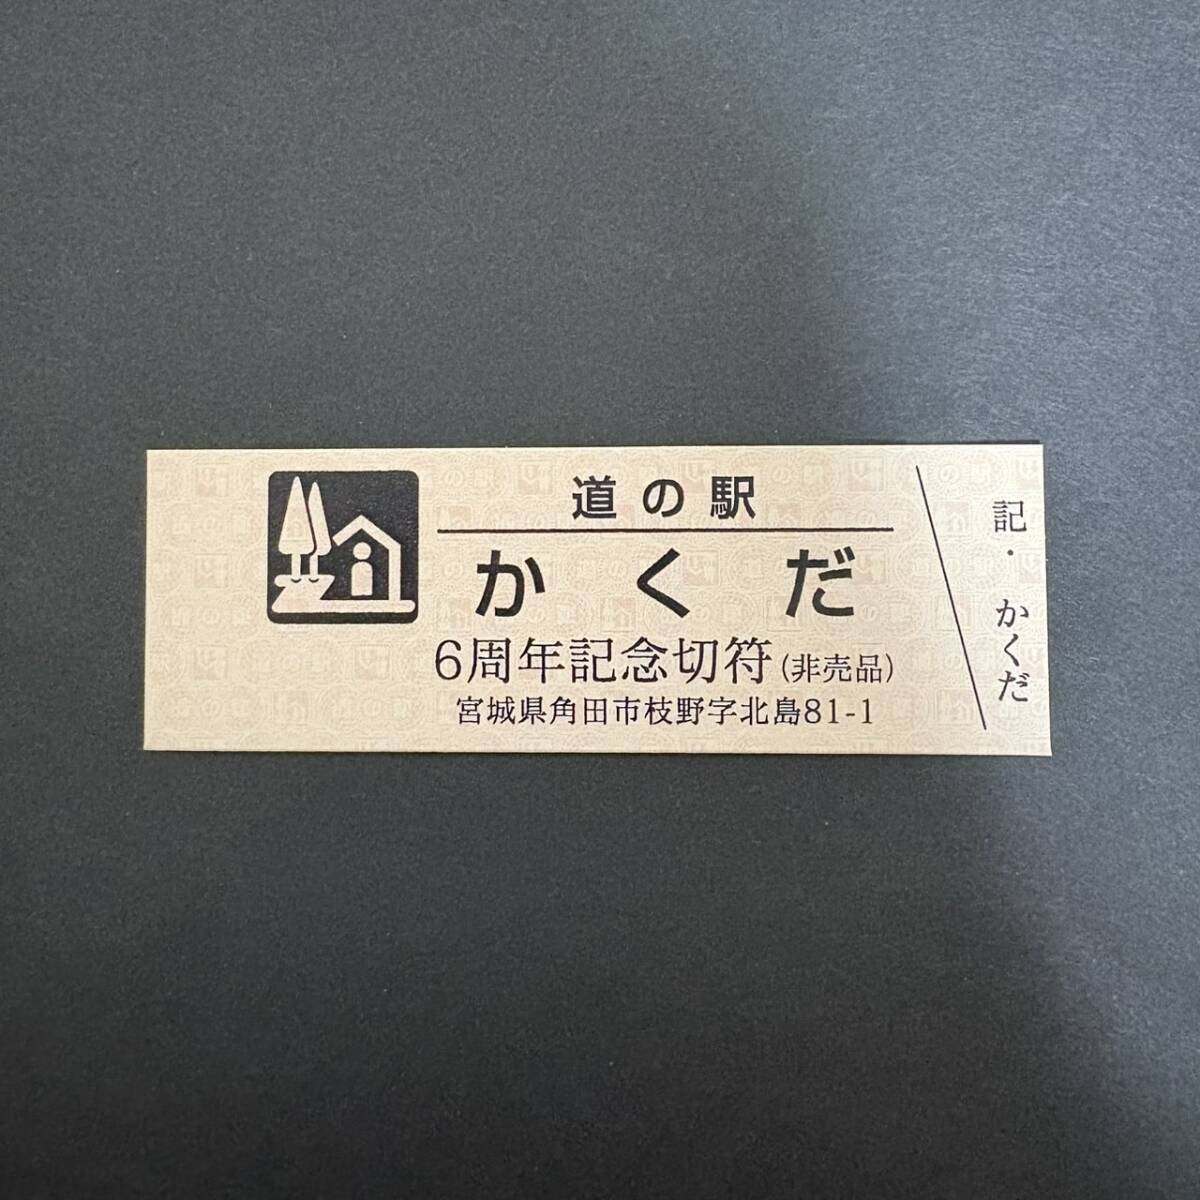 道の駅
かくだ
6周年記念切符(非売品)
宮城県角田市枝野字北島81-1
記・かくだ